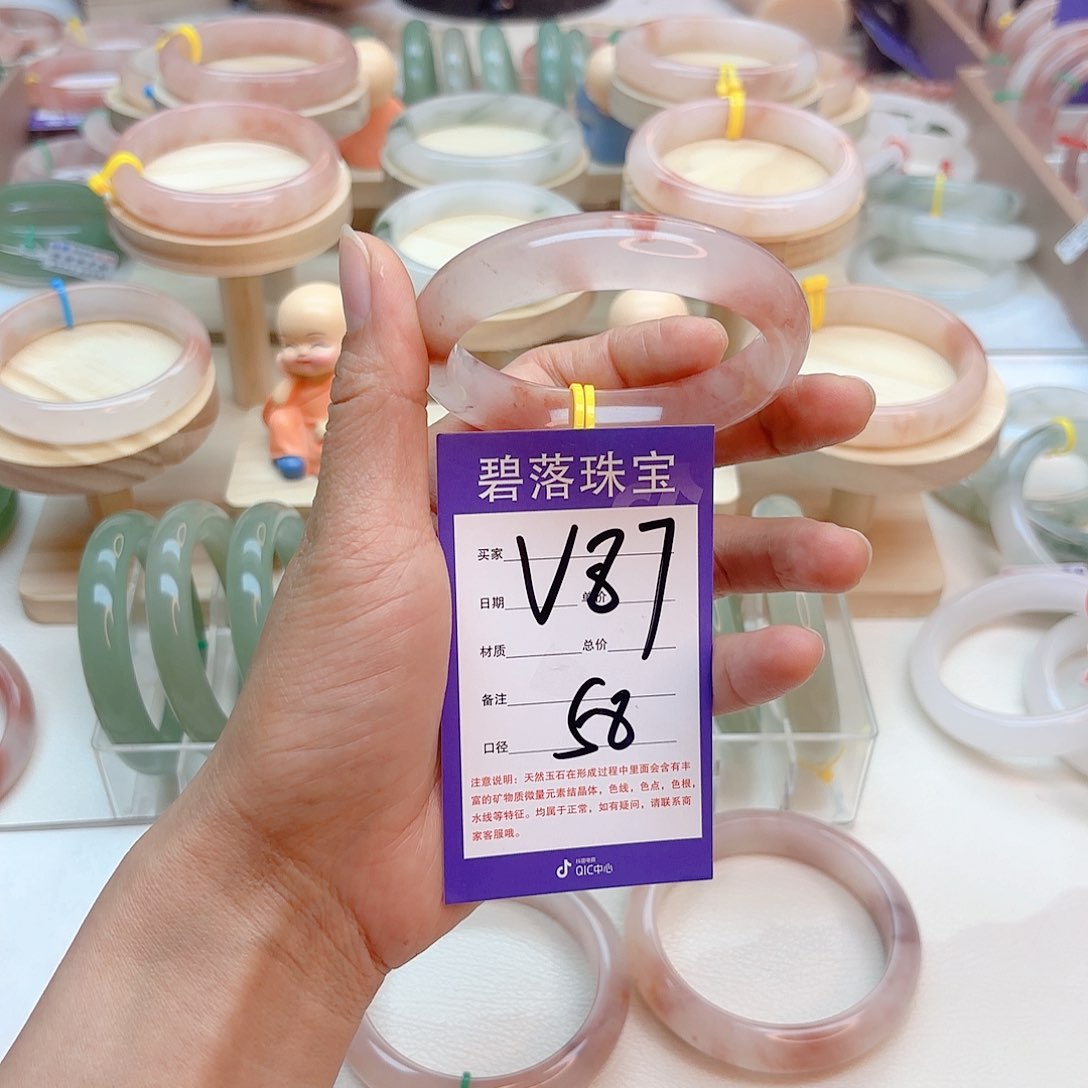 碧落珠宝
买家
V87
日期 单价
材质 总价
备注
58
口径
注意说明：天然玉石在形成过程中里面会含有丰
富的矿物质微量元素结晶体，色线，色点，色根，
水线等特征。均属于正常，如有疑问，请联系商
家客服哦。
抖音电商
QIC中心